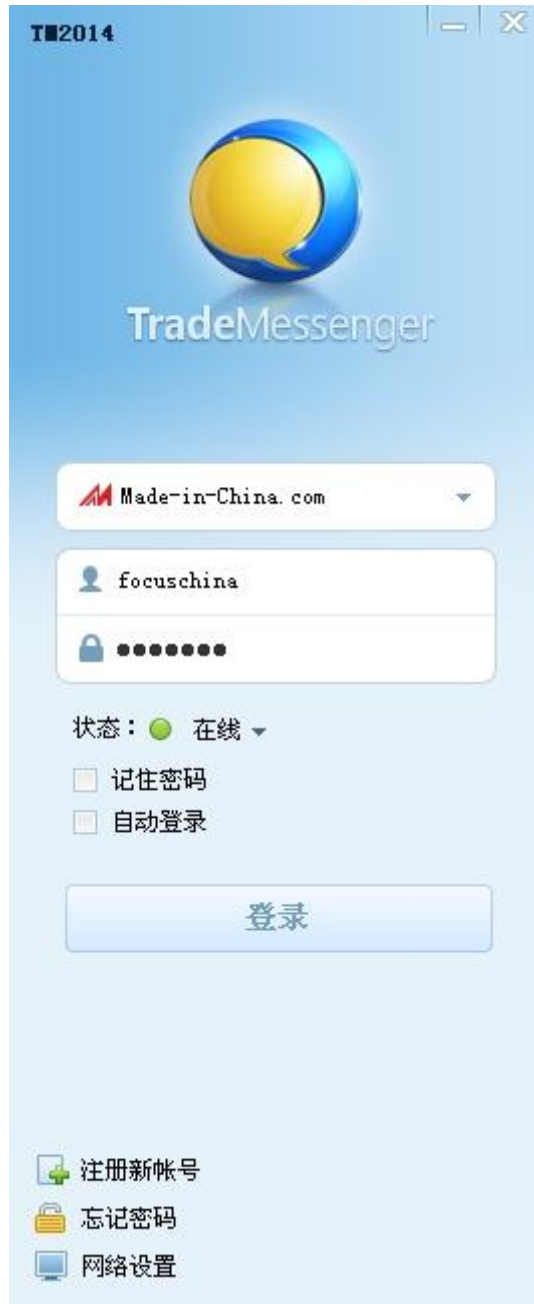 TM2014
TradeMessenger
Made-in-China.com
focuschina
●●●●●●●
状态： 在线
记住密码
自动登录
登录
注册新帐号
忘记密码
网络设置